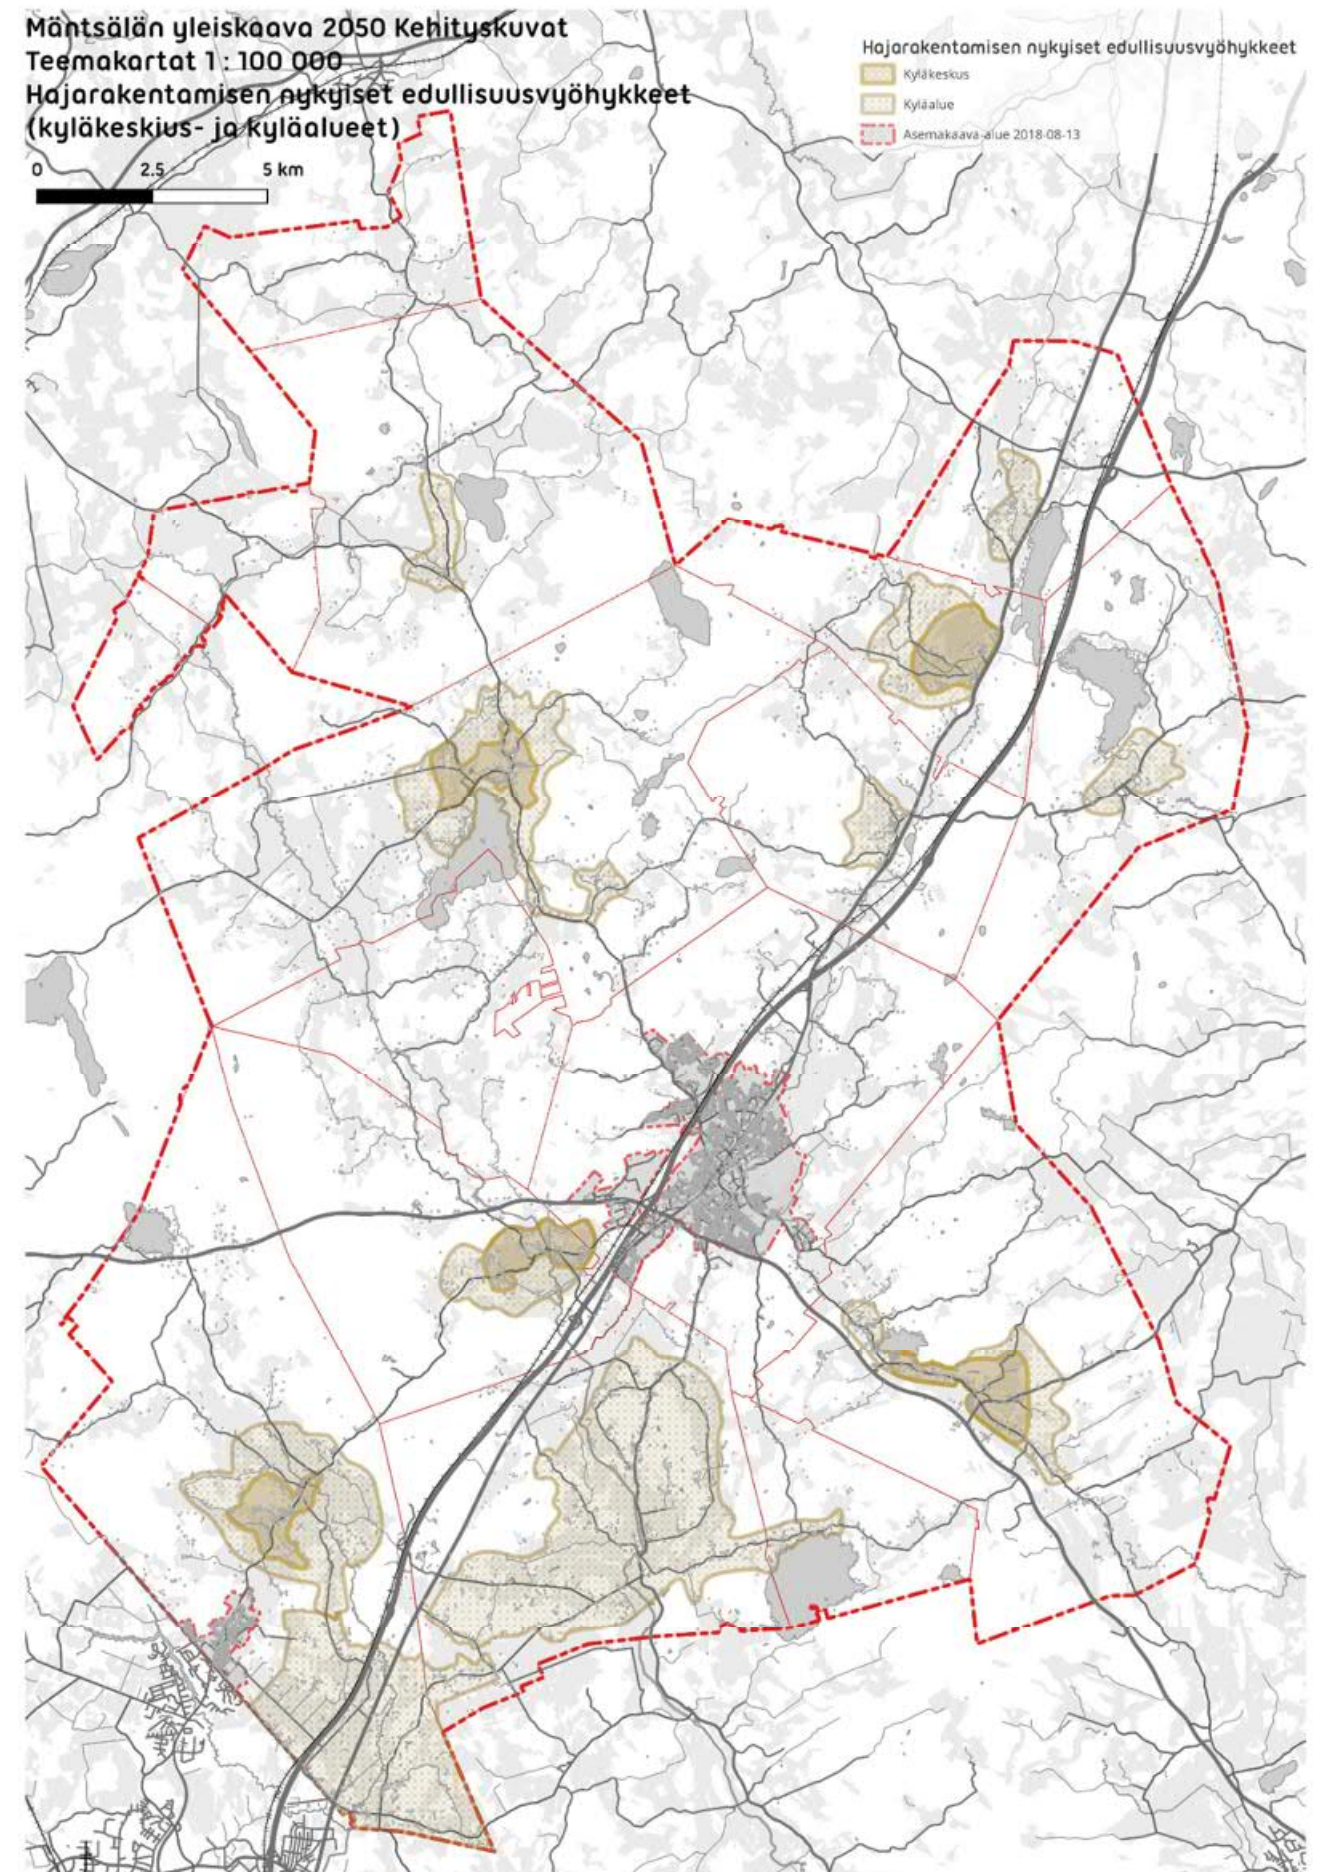 Mäntsälän yleiskaava 2050 Kehityskuvat
Teemakartat 1 : 100 000
Hajarakentamisen nykyiset edullisuusvyöhykkeet
(kyläkeskius- ja kyläalueet)
0 2.5 5 km
Hajarakentamisen nykyiset edullisuusvyöhykkeet
Kyläkeskus
Kyläalue
Asemakaava-alue 2018-08-13